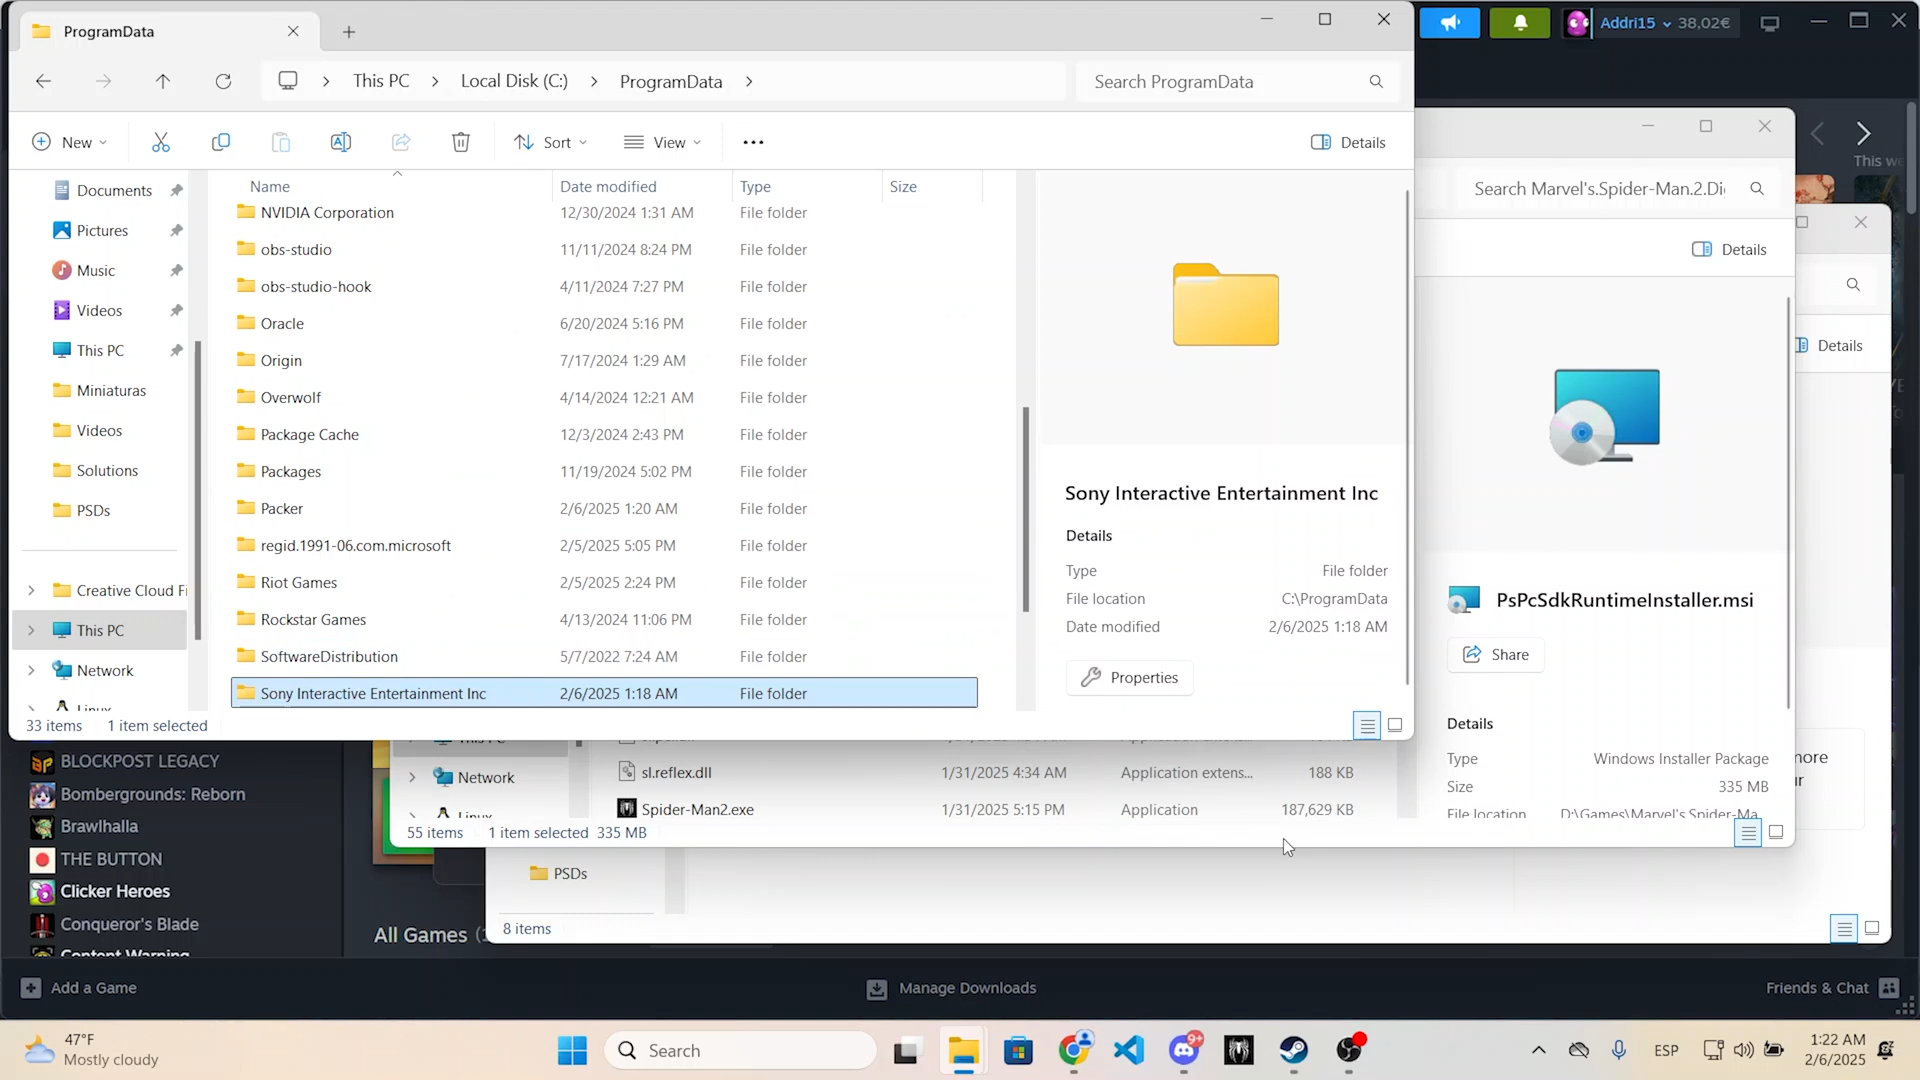 ProgramData
Addri15
38,02€
This PC
Local Disk (C:)
ProgramData
Search ProgramData
New
Sort
View
Details
This we
Name
Date modified
Type
Size
Documents
Pictures
Music
Videos
This PC
Miniaturas
Videos
Solutions
PSDs
Creative Cloud Fi
This PC
Network
NVIDIA Corporation 12/30/2024 1:31 AM File folder
obs-studio 11/11/2024 8:24 PM File folder
obs-studio-hook 4/11/2024 7:27 PM File folder
Oracle 6/20/2024 5:16 PM File folder
Origin 7/17/2024 1:29 AM File folder
Overwolf 4/14/2024 12:21 AM File folder
Package Cache 12/3/2024 2:43 PM File folder
Packages 11/19/2024 5:02 PM File folder
Packer 2/6/2025 1:20 AM File folder
regid.1991-06.com.microsoft 2/5/2025 5:05 PM File folder
Riot Games 2/5/2025 2:24 PM File folder
Rockstar Games 4/13/2024 11:06 PM File folder
SoftwareDistribution 5/7/2022 7:24 AM File folder
Sony Interactive Entertainment Inc 2/6/2025 1:18 AM File folder
33 items
1 item selected
Sony Interactive Entertainment Inc
Details
Type File folder
File location C:\ProgramData
Date modified 2/6/2025 1:18 AM
Properties
Search Marvel's.Spider-Man.2.Di
Details
PsPcSdkRuntimeInstaller.msi
Share
Details
Type Windows Installer Package
Size 335 MB
File location D:\Games\Marvel's Spider-Ma
Details
more
Network
Linux
sl.reflex.dll 1/31/2025 4:34 AM Application extens... 188 KB
Spider-Man2.exe 1/31/2025 5:15 PM Application 187,629 KB
55 items
1 item selected 335 MB
PSDs
8 items
BLOCKPOST LEGACY
Bombergrounds: Reborn
Brawlhalla
THE BUTTON
Clicker Heroes
Conqueror's Blade
Content Warning
All Games
Add a Game
Manage Downloads
Friends & Chat
47°F
Mostly cloudy
Search
9+
ESP
1:22 AM
2/6/2025